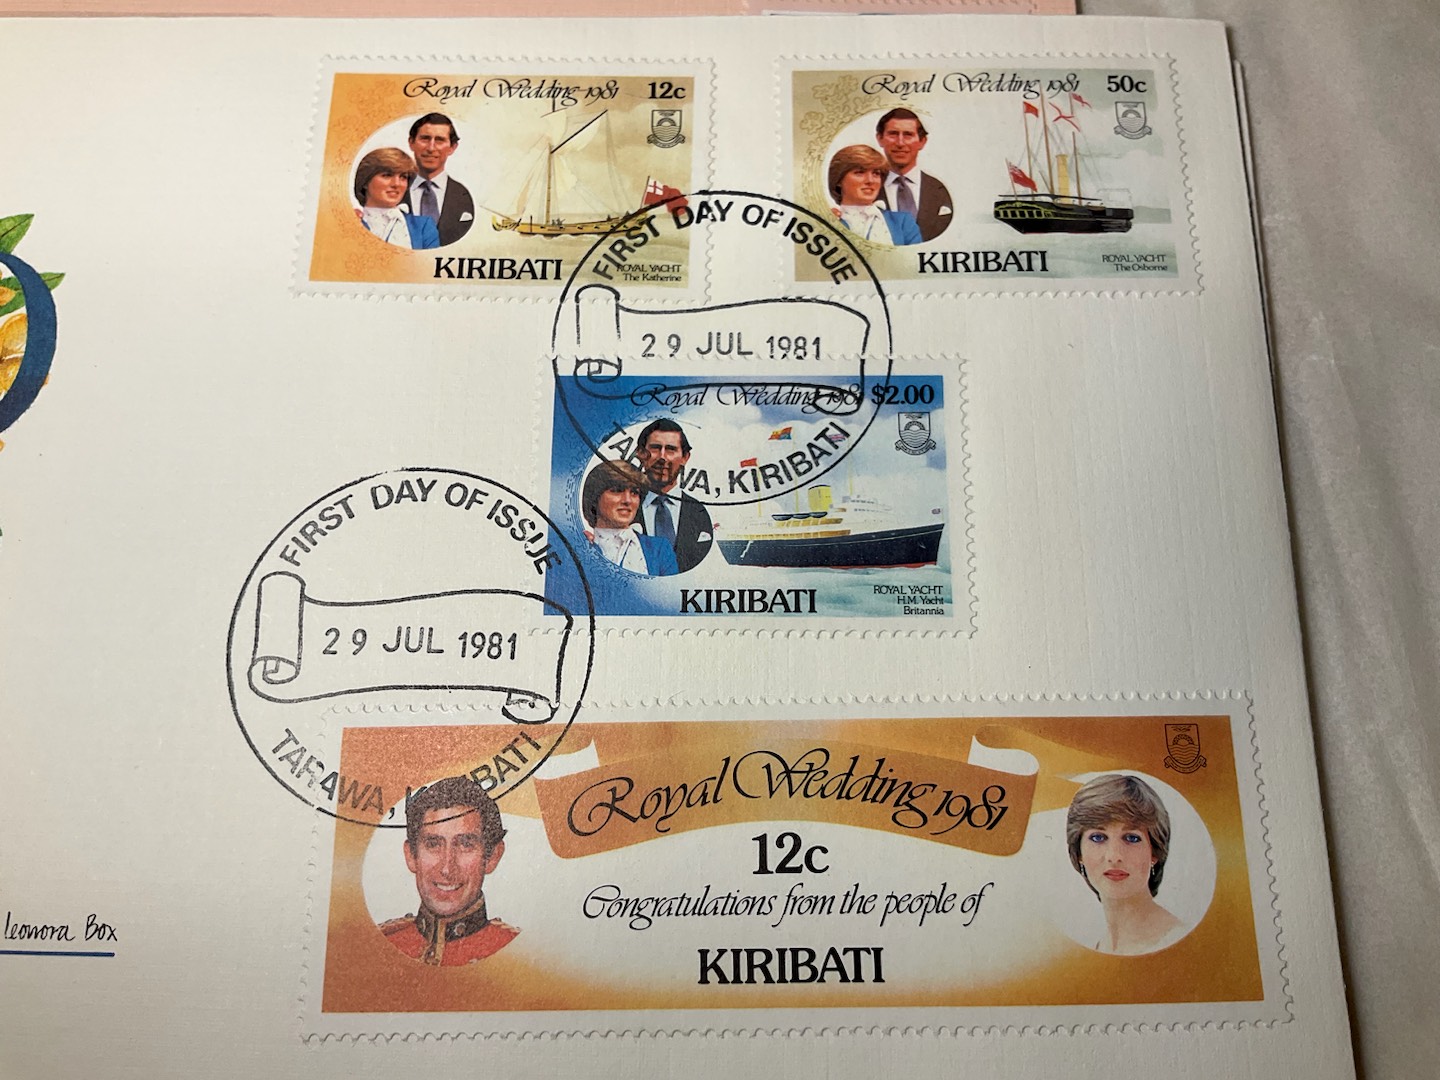 Royal Wedding 1981 12c
KIRIBATI
ROYAL YACHT
The Katherine
Royal Wedding 1981 50c
KIRIBATI
ROYAL YACHT
The Osborne
FIRST DAY OF ISSUE
29 JUL 1981
TARAWA, KIRIBATI
Royal Wedding 1981 $2.00
KIRIBATI
ROYAL YACHT
H.M. Yacht
Britannia
FIRST DAY OF ISSUE
29 JUL 1981
TARAWA, KIRIBATI
Royal Wedding 1981
12c
Congratulations from the people of
KIRIBATI
leonora Box